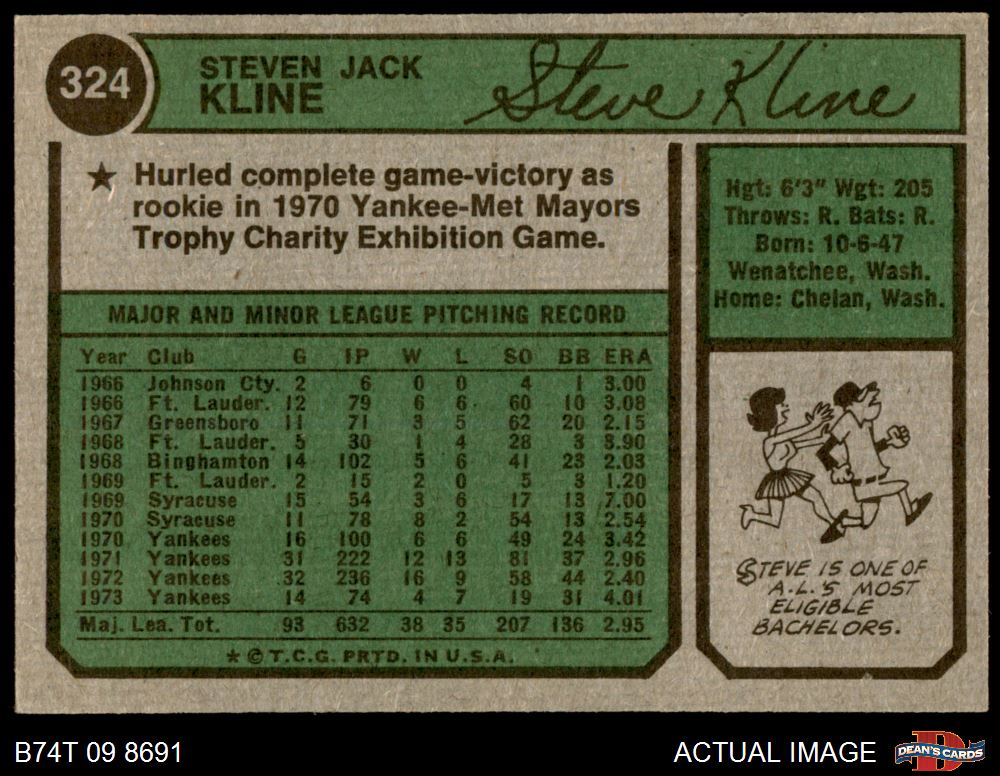 324
STEVEN JACK
KLINE
Steve Kline
★ Hurled complete game-victory as
rookie in 1970 Yankee-Met Mayors
Trophy Charity Exhibition Game.
Hgt: 6'3" Wgt: 205
Throws: R. Bats: R.
Born: 10-6-47
Wenatchee, Wash.
Home: Chelan, Wash.
MAJOR AND MINOR LEAGUE PITCHING RECORD
Year Club G IP W L SO BB ERA
1966 Johnson Cty. 2 6 0 0 4 1 3.00
1966 Ft. Lauder. 12 79 6 6 60 10 3.08
1967 Greensboro 11 71 3 5 62 20 2.15
1968 Ft. Lauder. 5 30 1 4 28 3 3.90
1968 Binghamton 14 102 5 6 41 23 2.03
1969 Ft. Lauder. 2 15 2 0 5 3 1.20
1969 Syracuse 15 54 3 6 17 13 7.00
1970 Syracuse 11 78 8 2 54 13 2.54
1970 Yankees 16 100 6 6 49 24 3.42
1971 Yankees 31 222 12 13 81 37 2.96
1972 Yankees 32 236 16 9 58 44 2.40
1973 Yankees 14 74 4 7 19 31 4.01
Maj. Lea. Tot. 93 632 38 35 207 136 2.95
★ © T.C.G. PRTD. IN U.S.A.
STEVE IS ONE OF
A.L.'S MOST
ELIGIBLE
BACHELORS.
B74T 09 8691
ACTUAL IMAGE
DEAN'S CARDS